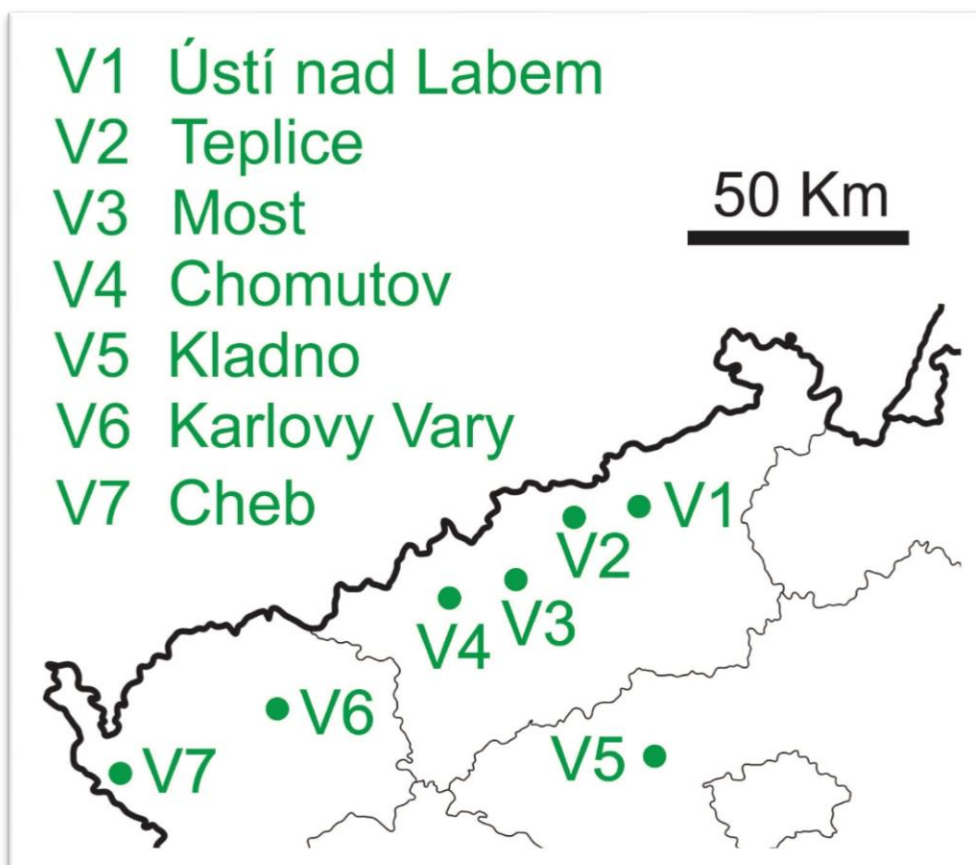 V1 Ústí nad Labem
V2 Teplice
V3 Most
V4 Chomutov
V5 Kladno
V6 Karlovy Vary
V7 Cheb
50 Km
V1
V2
V3
V4
V6
V5
V7